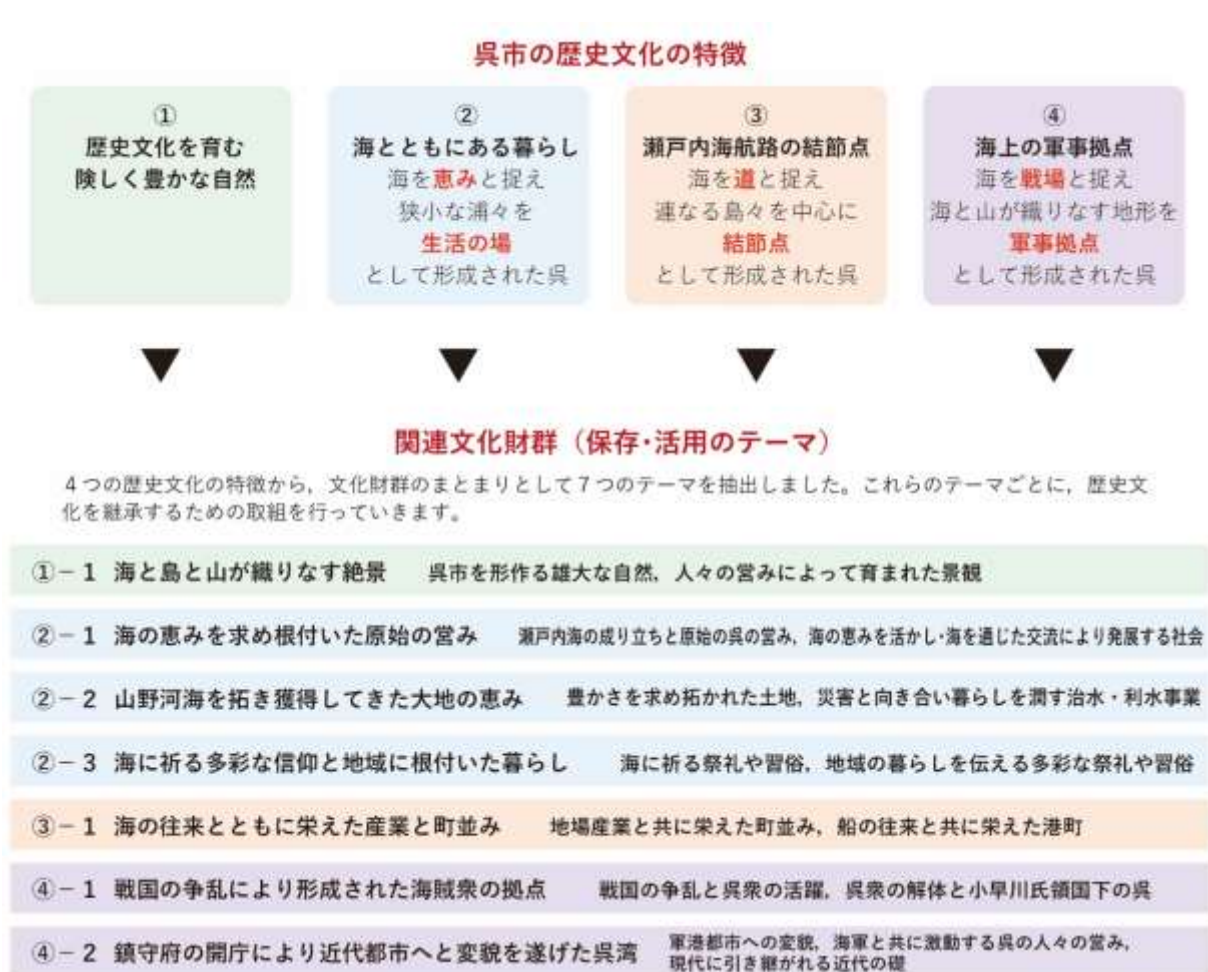 呉市の歴史文化の特徴
①
歴史文化を育む
険しく豊かな自然
②
海とともにある暮らし
海を恵みと捉え
狭小な浦々を
生活の場
として形成された呉
③
瀬戸内海航路の結節点
海を道と捉え
連なる島々を中心に
結節点
として形成された呉
④
海上の軍事拠点
海を戦場と捉え
海と山が織りなす地形を
軍事拠点
として形成された呉
関連文化財群（保存・活用のテーマ）
４つの歴史文化の特徴から，文化財群のまとまりとして７つのテーマを抽出しました。これらのテーマごとに，歴史文
化を継承するための取組を行っていきます。
①－１ 海と島と山が織りなす絶景 呉市を形作る雄大な自然，人々の営みによって育まれた景観
②－１ 海の恵みを求め根付いた原始の営み 瀬戸内海の成り立ちと原始の呉の営み，海の恵みを活かし・海を通じた交流により発展する社会
②－２ 山野河海を拓き獲得してきた大地の恵み 豊かさを求め拓かれた土地，災害と向き合い暮らしを潤す治水・利水事業
②－３ 海に祈る多彩な信仰と地域に根付いた暮らし 海に祈る祭礼や習俗，地域の暮らしを伝える多彩な祭礼や習俗
③－１ 海の往来とともに栄えた産業と町並み 地場産業と共に栄えた町並み，船の往来と共に栄えた港町
④－１ 戦国の争乱により形成された海賊衆の拠点 戦国の争乱と呉衆の活躍，呉衆の解体と小早川氏領国下の呉
④－２ 鎮守府の開庁により近代都市へと変貌を遂げた呉湾 軍港都市への変貌，海軍と共に激動する呉の人々の営み，
現代に引き継がれる近代の礎